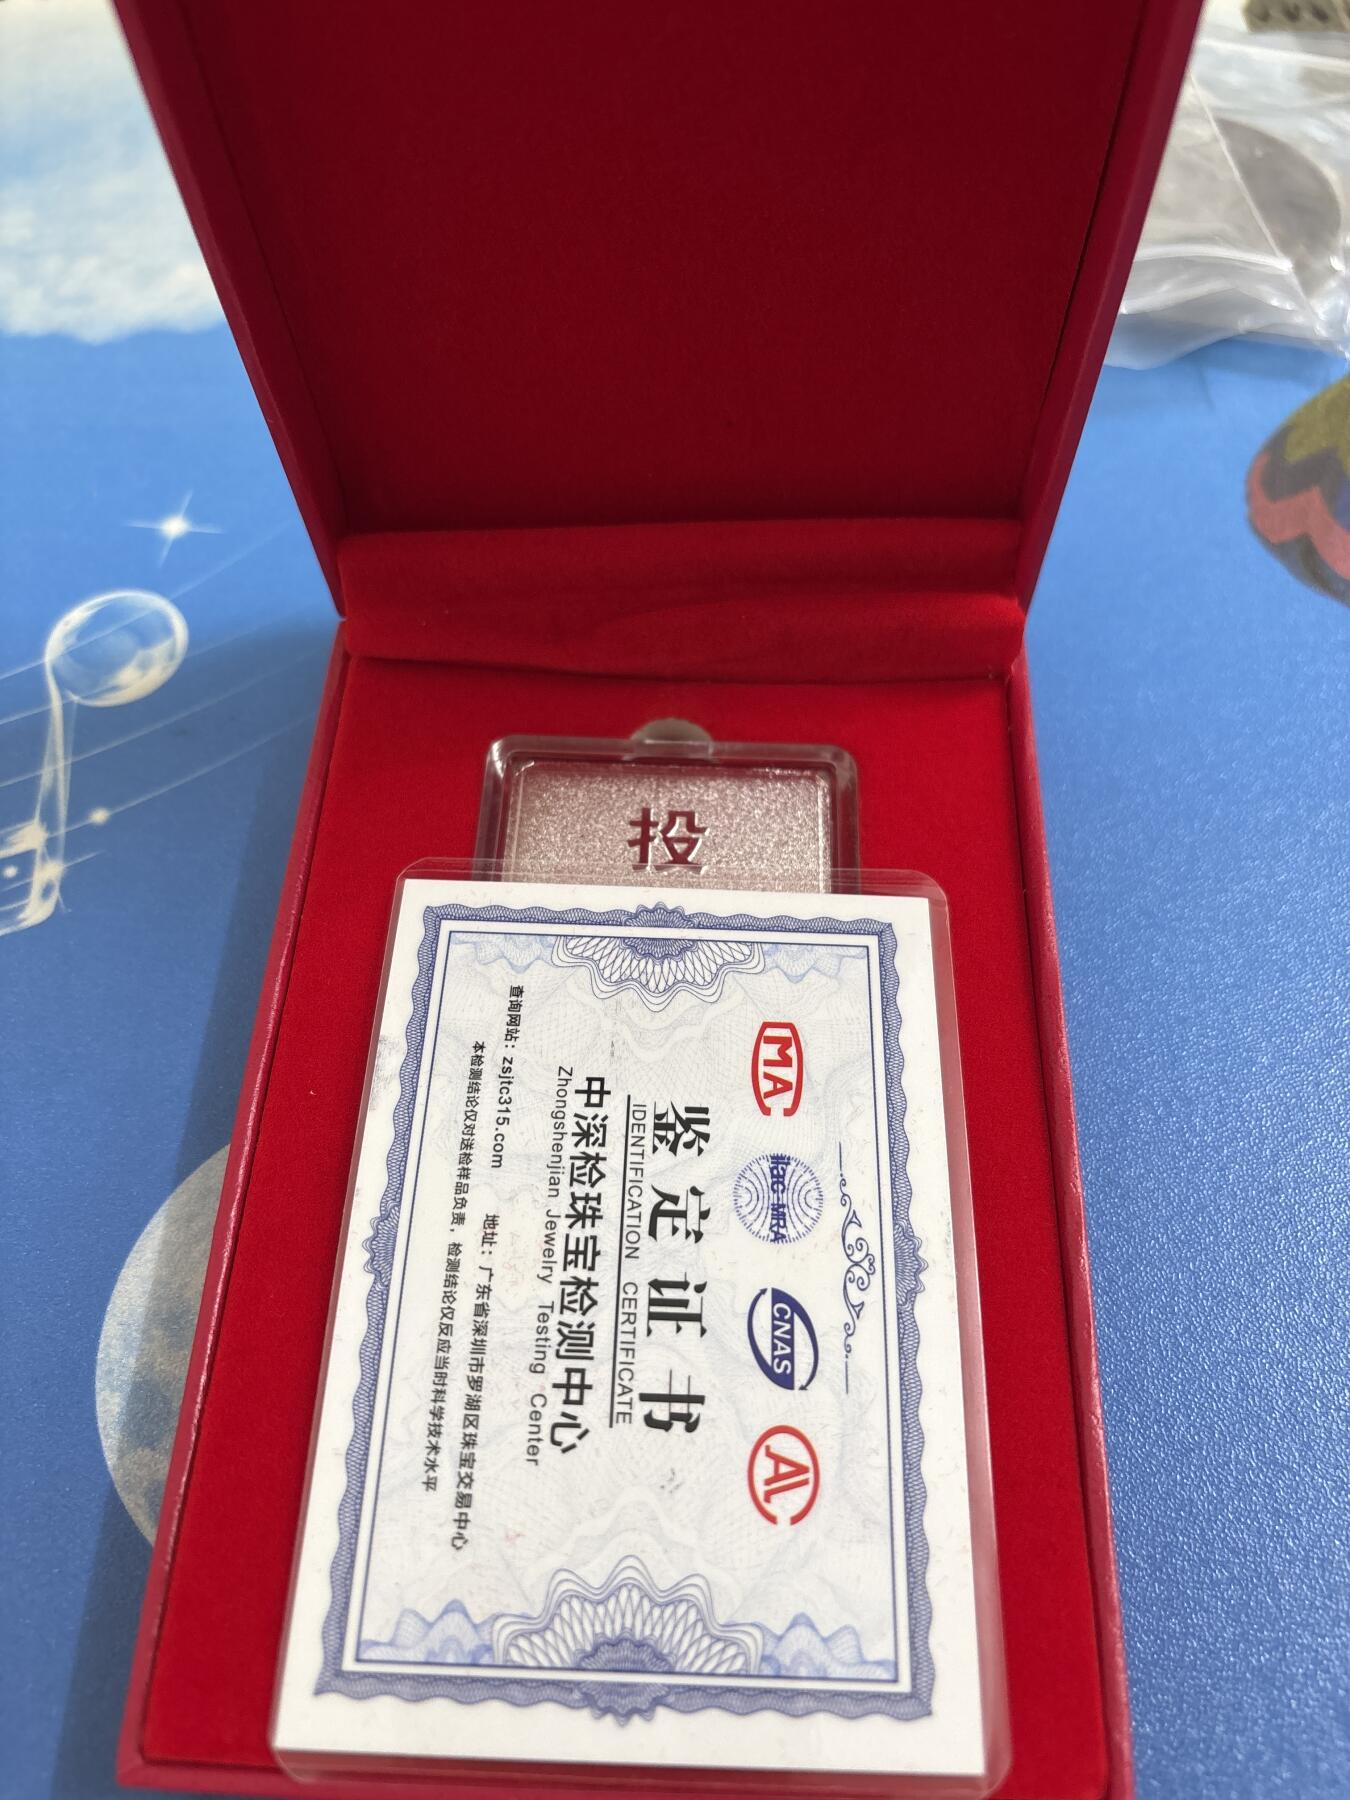 投
MA
ilac-MRA
CNAS
AL
鉴定证书
IDENTIFICATION CERTIFICATE
中深检珠宝检测中心
Zhongshenjian Jewelry Testing Center
查询网站：zsjtc315.com 地址：广东省深圳市罗湖区珠宝交易中心
本检测结论仅对送检样品负责，检测结论仅反应当时科学技术水平